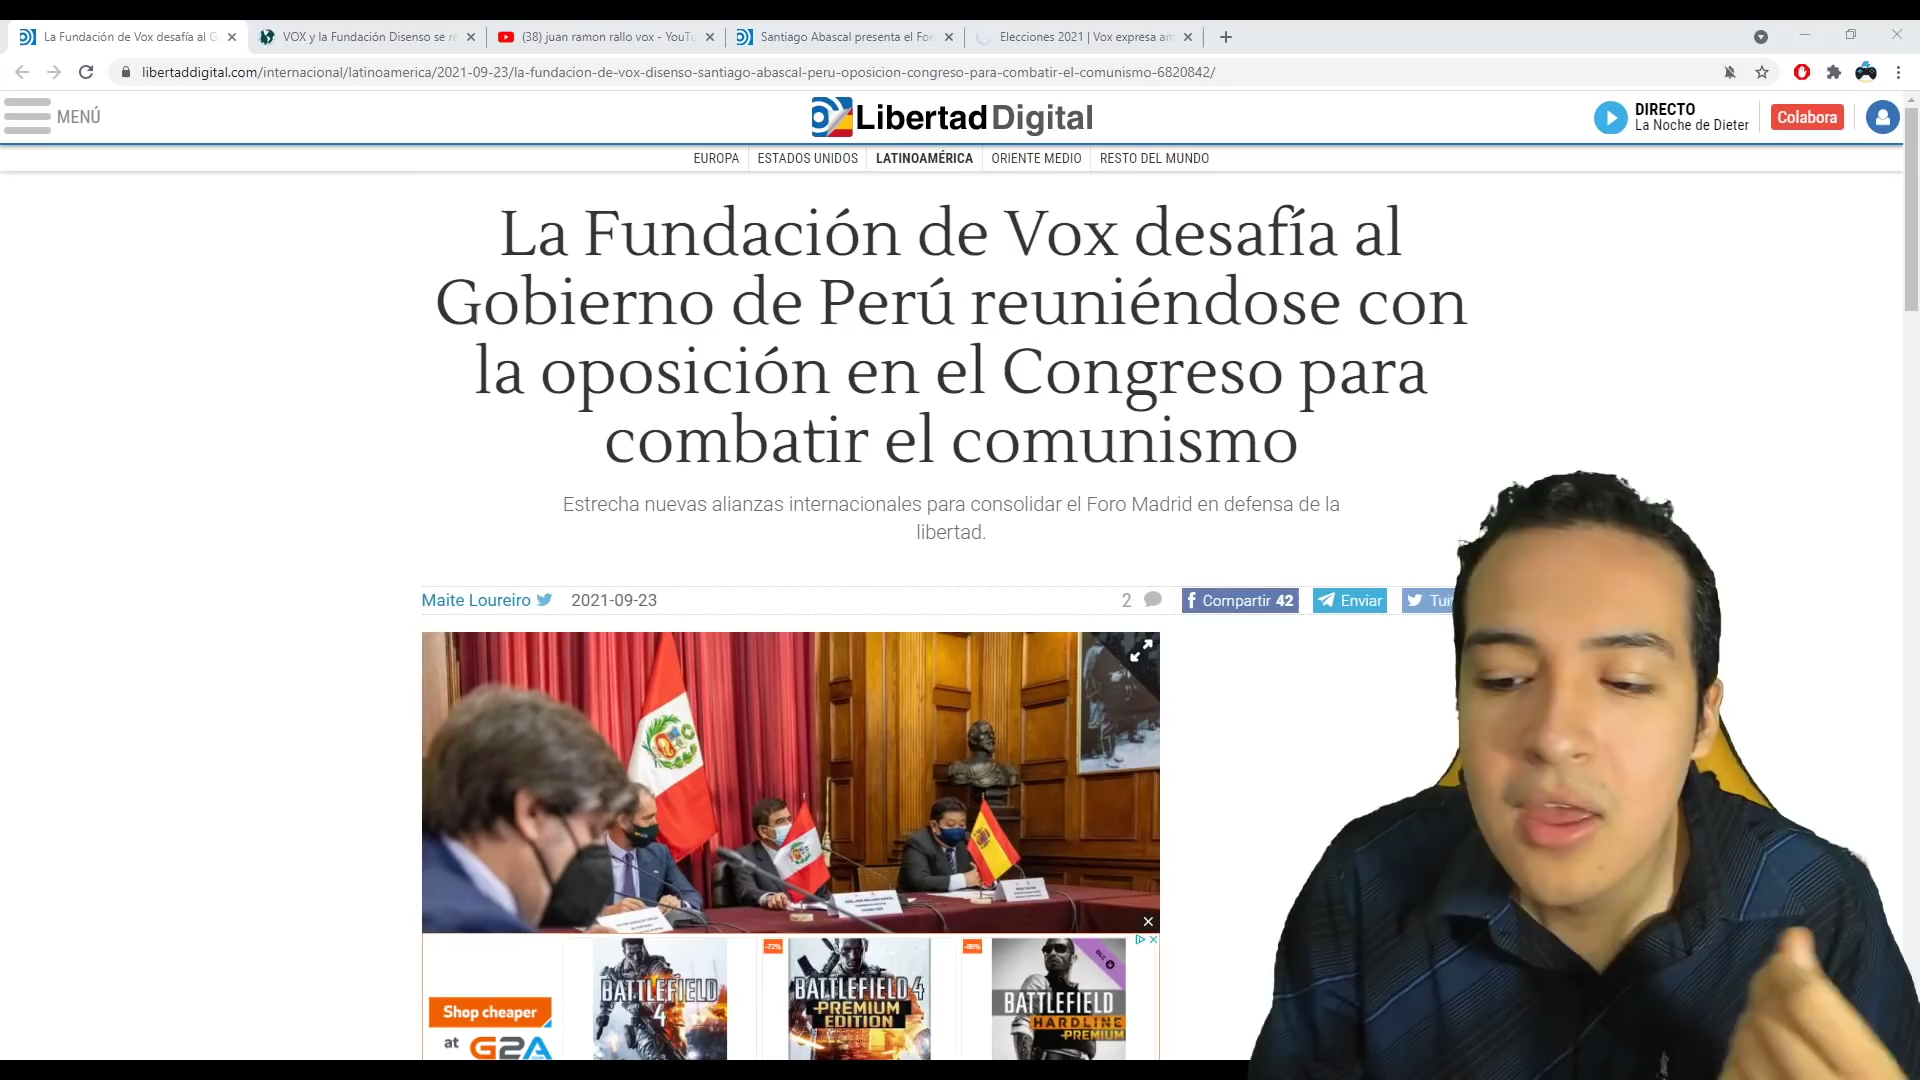 La Fundación de Vox desafía al G
VOX y la Fundación Disenso se re
(38) juan ramon rallo vox - YouTu
Santiago Abascal presenta el For
Elecciones 2021 | Vox expresa an
libertaddigital.com/internacional/latinoamerica/2021-09-23/la-fundacion-de-vox-disenso-santiago-abascal-peru-oposicion-congreso-para-combatir-el-comunismo-6820842/
MENÚ
Libertad Digital
DIRECTO
La Noche de Dieter
Colabora
EUROPA ESTADOS UNIDOS LATINOAMÉRICA ORIENTE MEDIO RESTO DEL MUNDO
La Fundación de Vox desafía al
Gobierno de Perú reuniéndose con
la oposición en el Congreso para
combatir el comunismo
Estrecha nuevas alianzas internacionales para consolidar el Foro Madrid en defensa de la
libertad.
Maite Loureiro 2021-09-23 2 Compartir 42 Enviar Tuit
-72%
BATTLEFIELD
4
BATTLEFIELD 4
PREMIUM
EDITION
DLC
BATTLEFIELD
HARDLINE
PREMIUM
Shop cheaper
at G2A